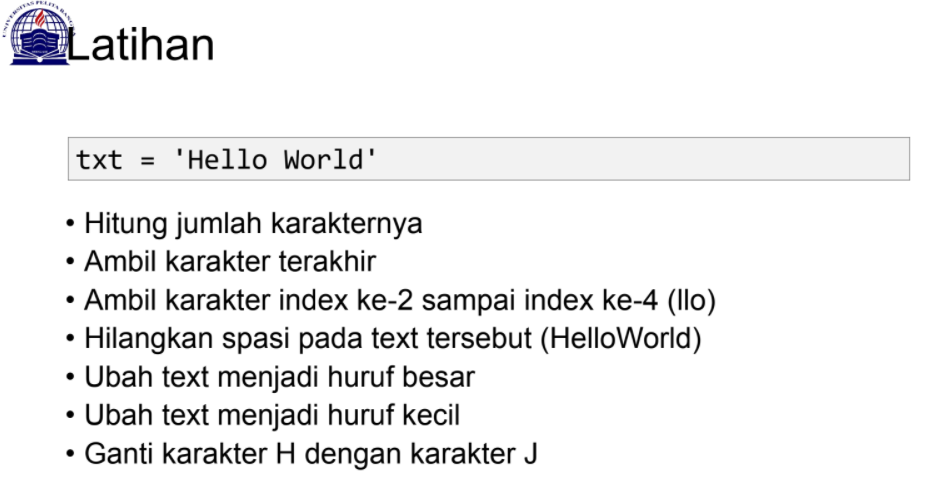 UNIVERSITAS PELITA BANGSA
Latihan
txt = 'Hello World'
• Hitung jumlah karakternya
• Ambil karakter terakhir
• Ambil karakter index ke-2 sampai index ke-4 (llo)
• Hilangkan spasi pada text tersebut (HelloWorld)
• Ubah text menjadi huruf besar
• Ubah text menjadi huruf kecil
• Ganti karakter H dengan karakter J